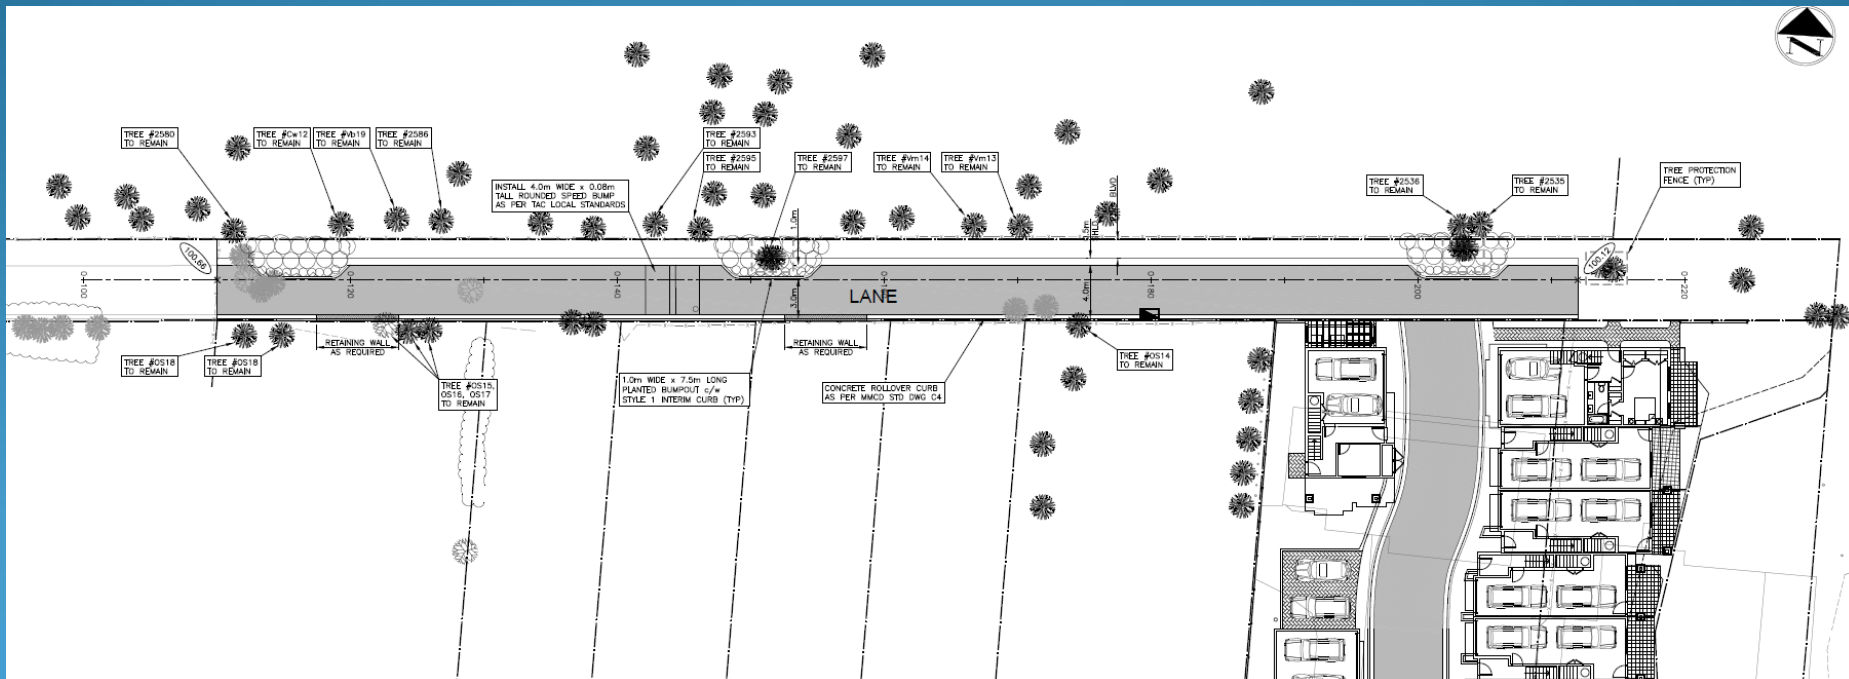 N
TREE #2580
TO REMAIN
TREE #Cw12
TO REMAIN
TREE #Vb19
TO REMAIN
TREE #2586
TO REMAIN
TREE #2593
TO REMAIN
TREE #2595
TO REMAIN
TREE #2597
TO REMAIN
TREE #Vm14
TO REMAIN
TREE #Vm13
TO REMAIN
TREE #2536
TO REMAIN
TREE #2535
TO REMAIN
TREE PROTECTION
FENCE (TYP)
INSTALL 4.0m WIDE x 0.08m
TALL ROUNDED SPEED BUMP
AS PER TAC LOCAL STANDARDS
1.0m
BLVD
100.66
100.12
0+100
0+120
0+140
0+180
0+200
0+220
3.0m
4.0m
LANE
TREE #OS18
TO REMAIN
TREE #OS18
TO REMAIN
RETAINING WALL
AS REQUIRED
TREE #OS15,
OS16, OS17
TO REMAIN
1.0m WIDE x 7.5m LONG
PLANTED BUMPOUT c/w
STYLE 1 INTERIM CURB (TYP)
RETAINING WALL
AS REQUIRED
CONCRETE ROLLOVER CURB
AS PER MMCD STD DWG C4
TREE #OS14
TO REMAIN